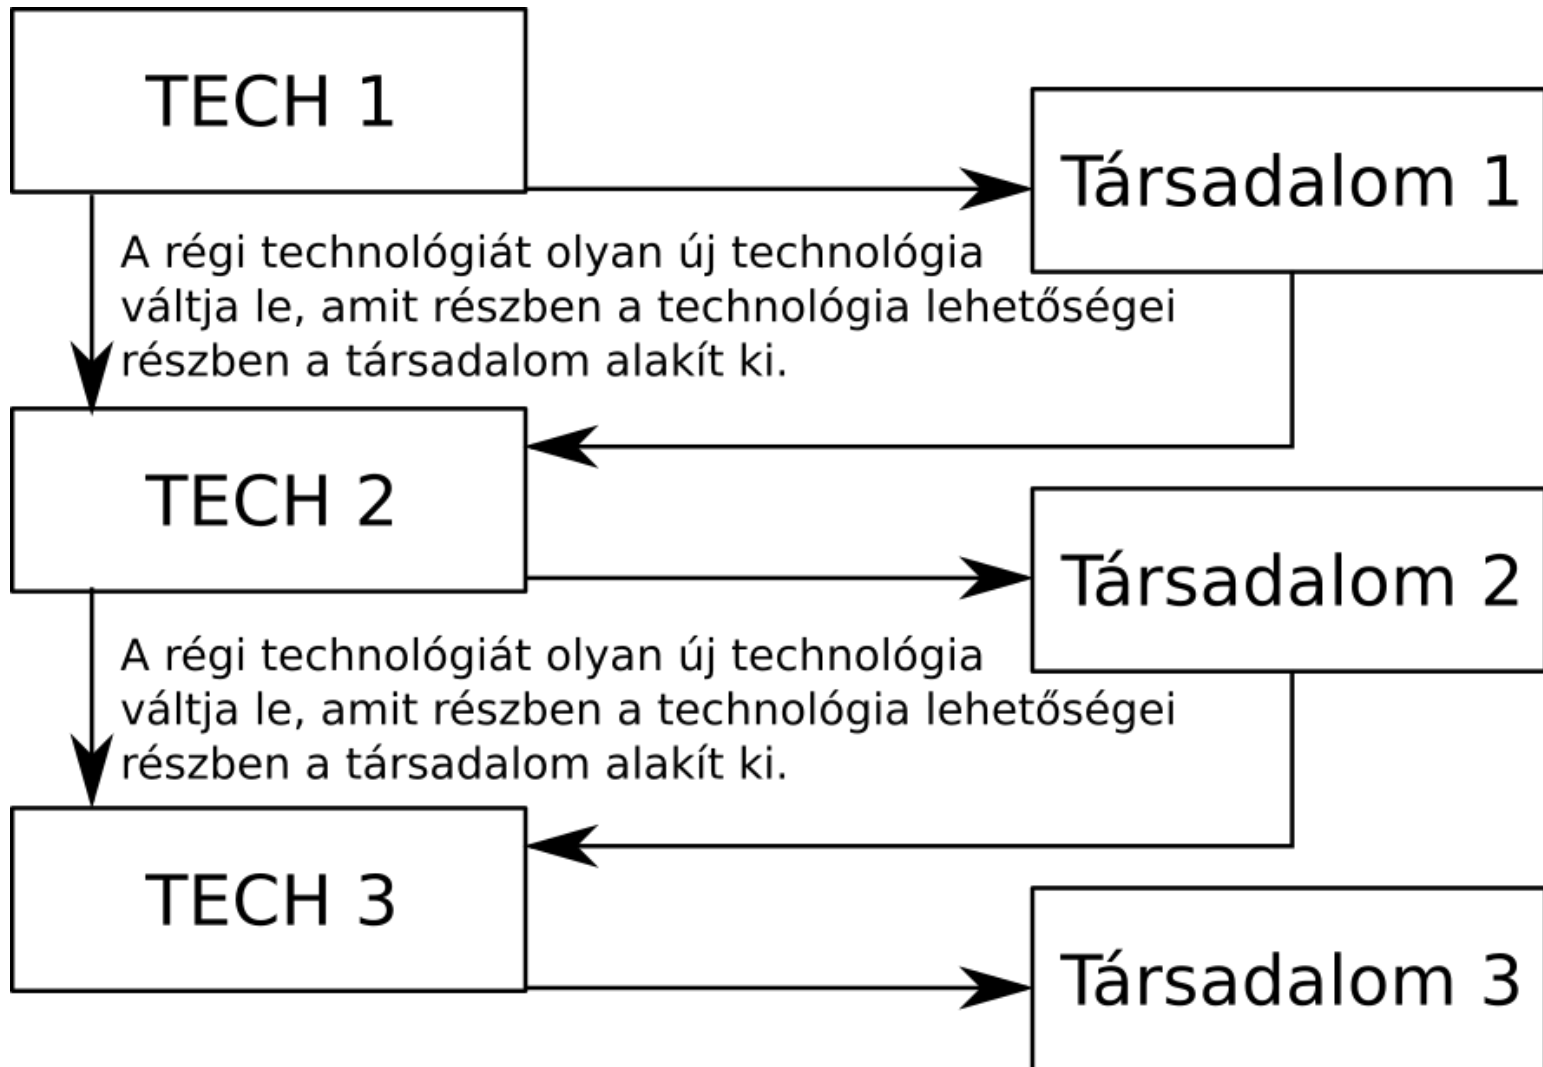 TECH 1
Társadalom 1
A régi technológiát olyan új technológia
váltja le, amit részben a technológia lehetőségei
részben a társadalom alakít ki.
TECH 2
Társadalom 2
A régi technológiát olyan új technológia
váltja le, amit részben a technológia lehetőségei
részben a társadalom alakít ki.
TECH 3
Társadalom 3